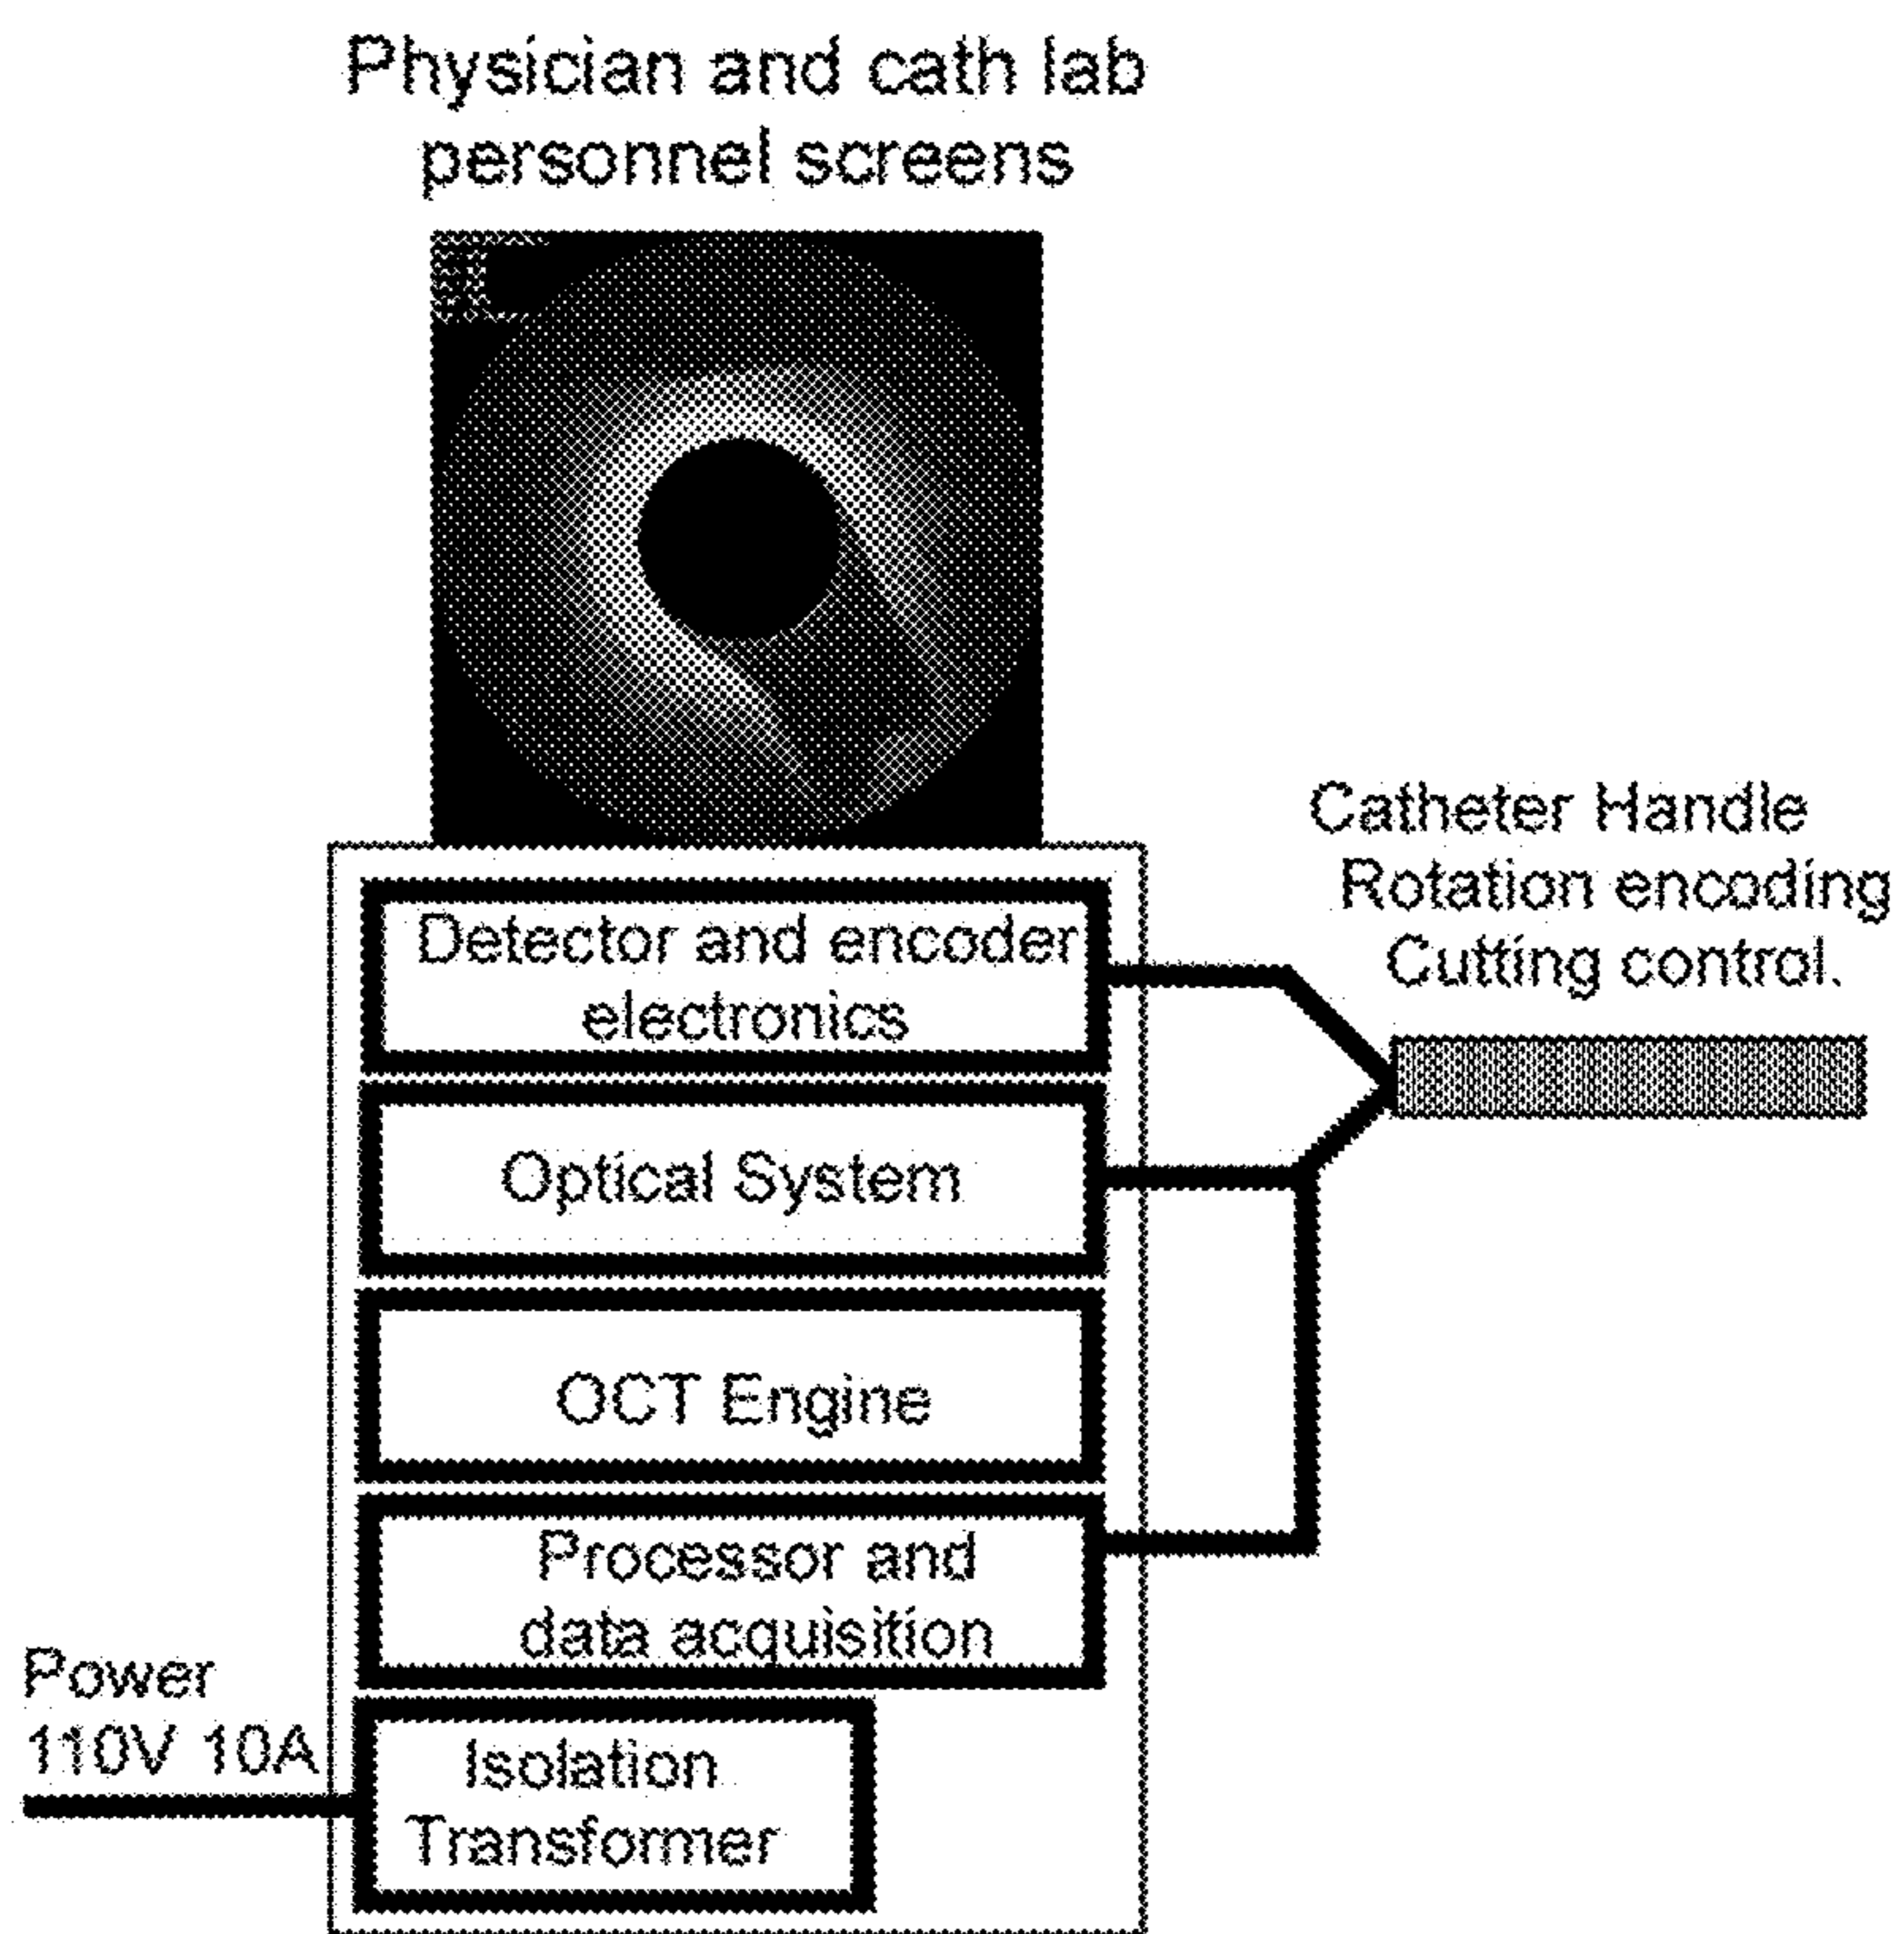 Physician and cath lab
personnel screens
Catheter Handle
Rotation encoding
Cutting control.
Detector and encoder
electronics
Optical System
OCT Engine
Processor and
data acquisition
Power
110V 10A
Isolation
Transformer